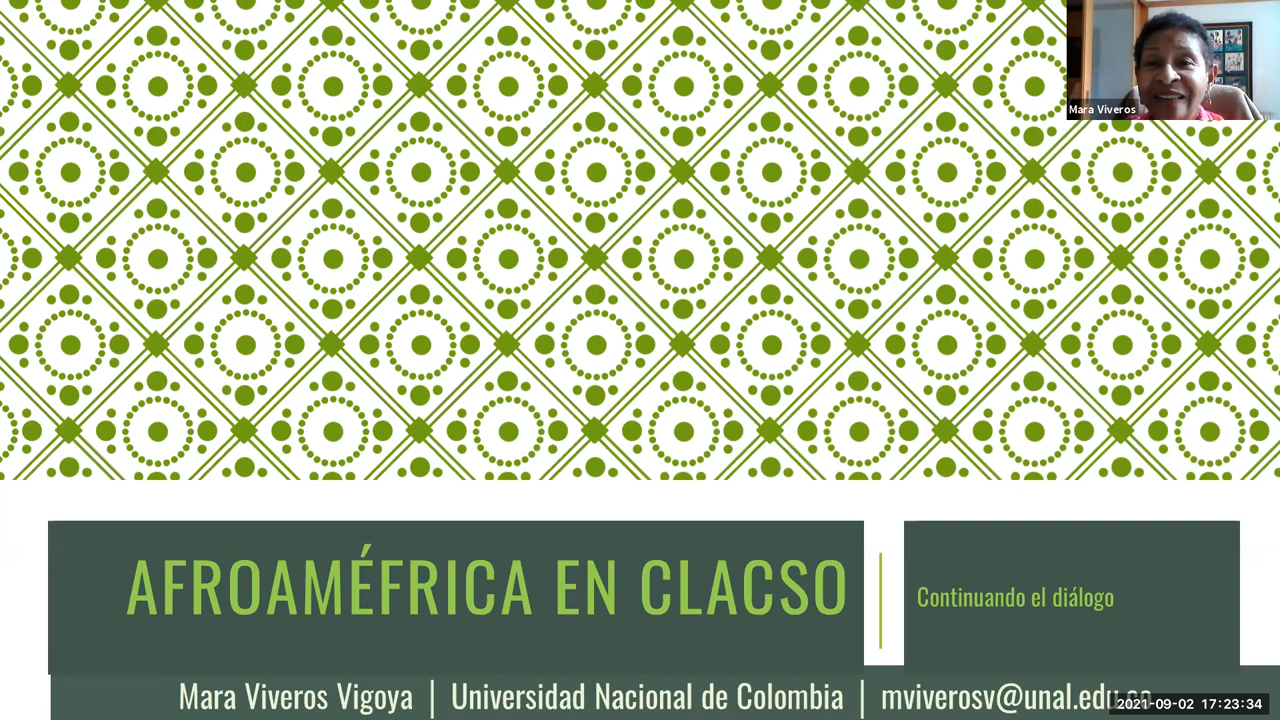 Mara Viveros
AFROAMÉFRICA EN CLACSO
Continuando el diálogo
Mara Viveros Vigoya | Universidad Nacional de Colombia | mviverosv@unal.edu.co
2021-09-02 17:23:34